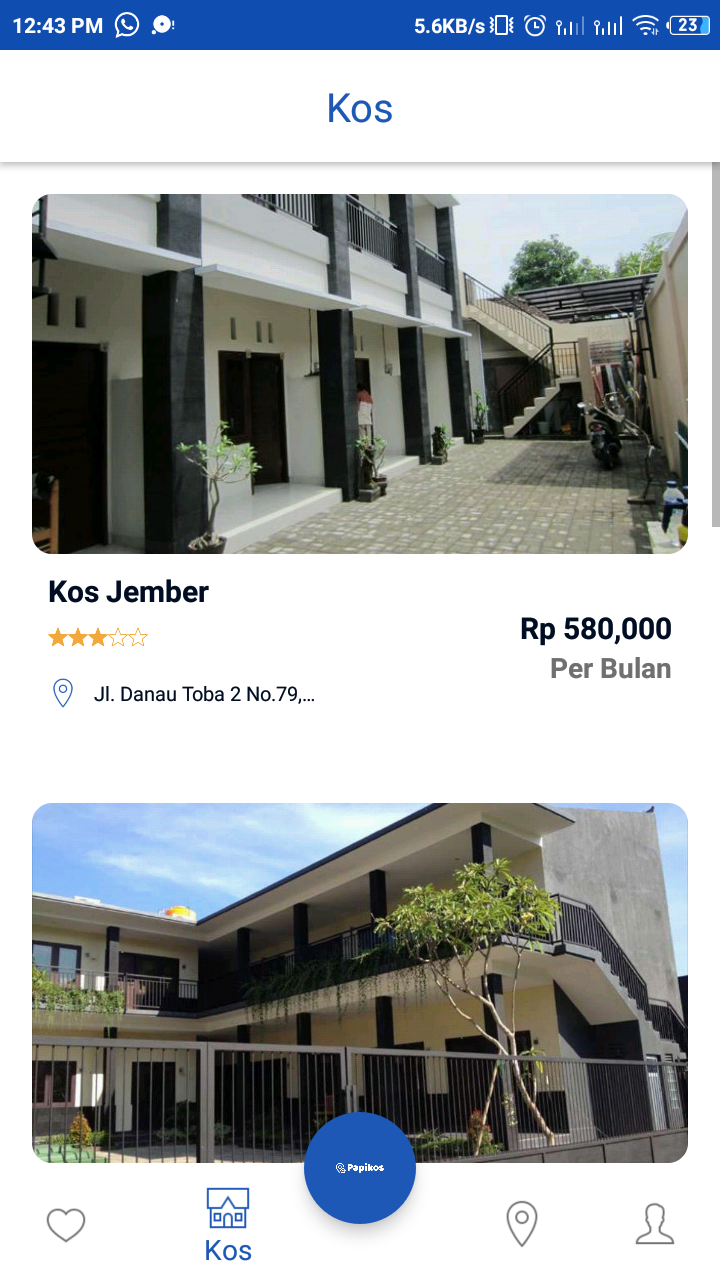 12:43 PM
5.6KB/s
23
Kos
Kos Jember
Rp 580,000
Per Bulan
Jl. Danau Toba 2 No.79,...
Papikos
Kos